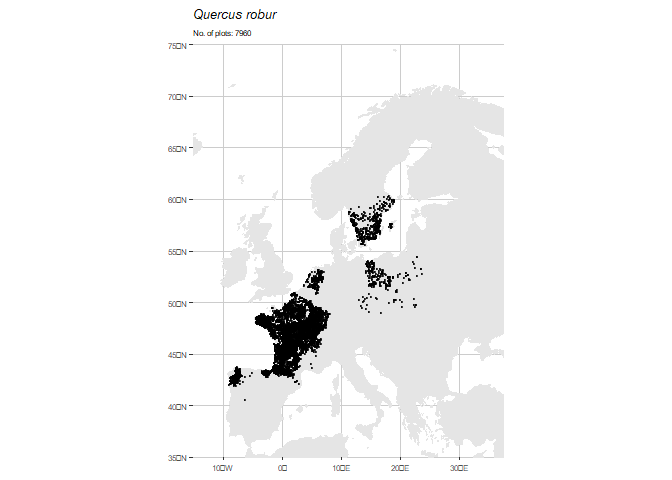 Quercus robur
No. of plots: 7960
75□N
70□N
65□N
60□N
55□N
50□N
45□N
40□N
35□N
10□W
0□
10□E
20□E
30□E